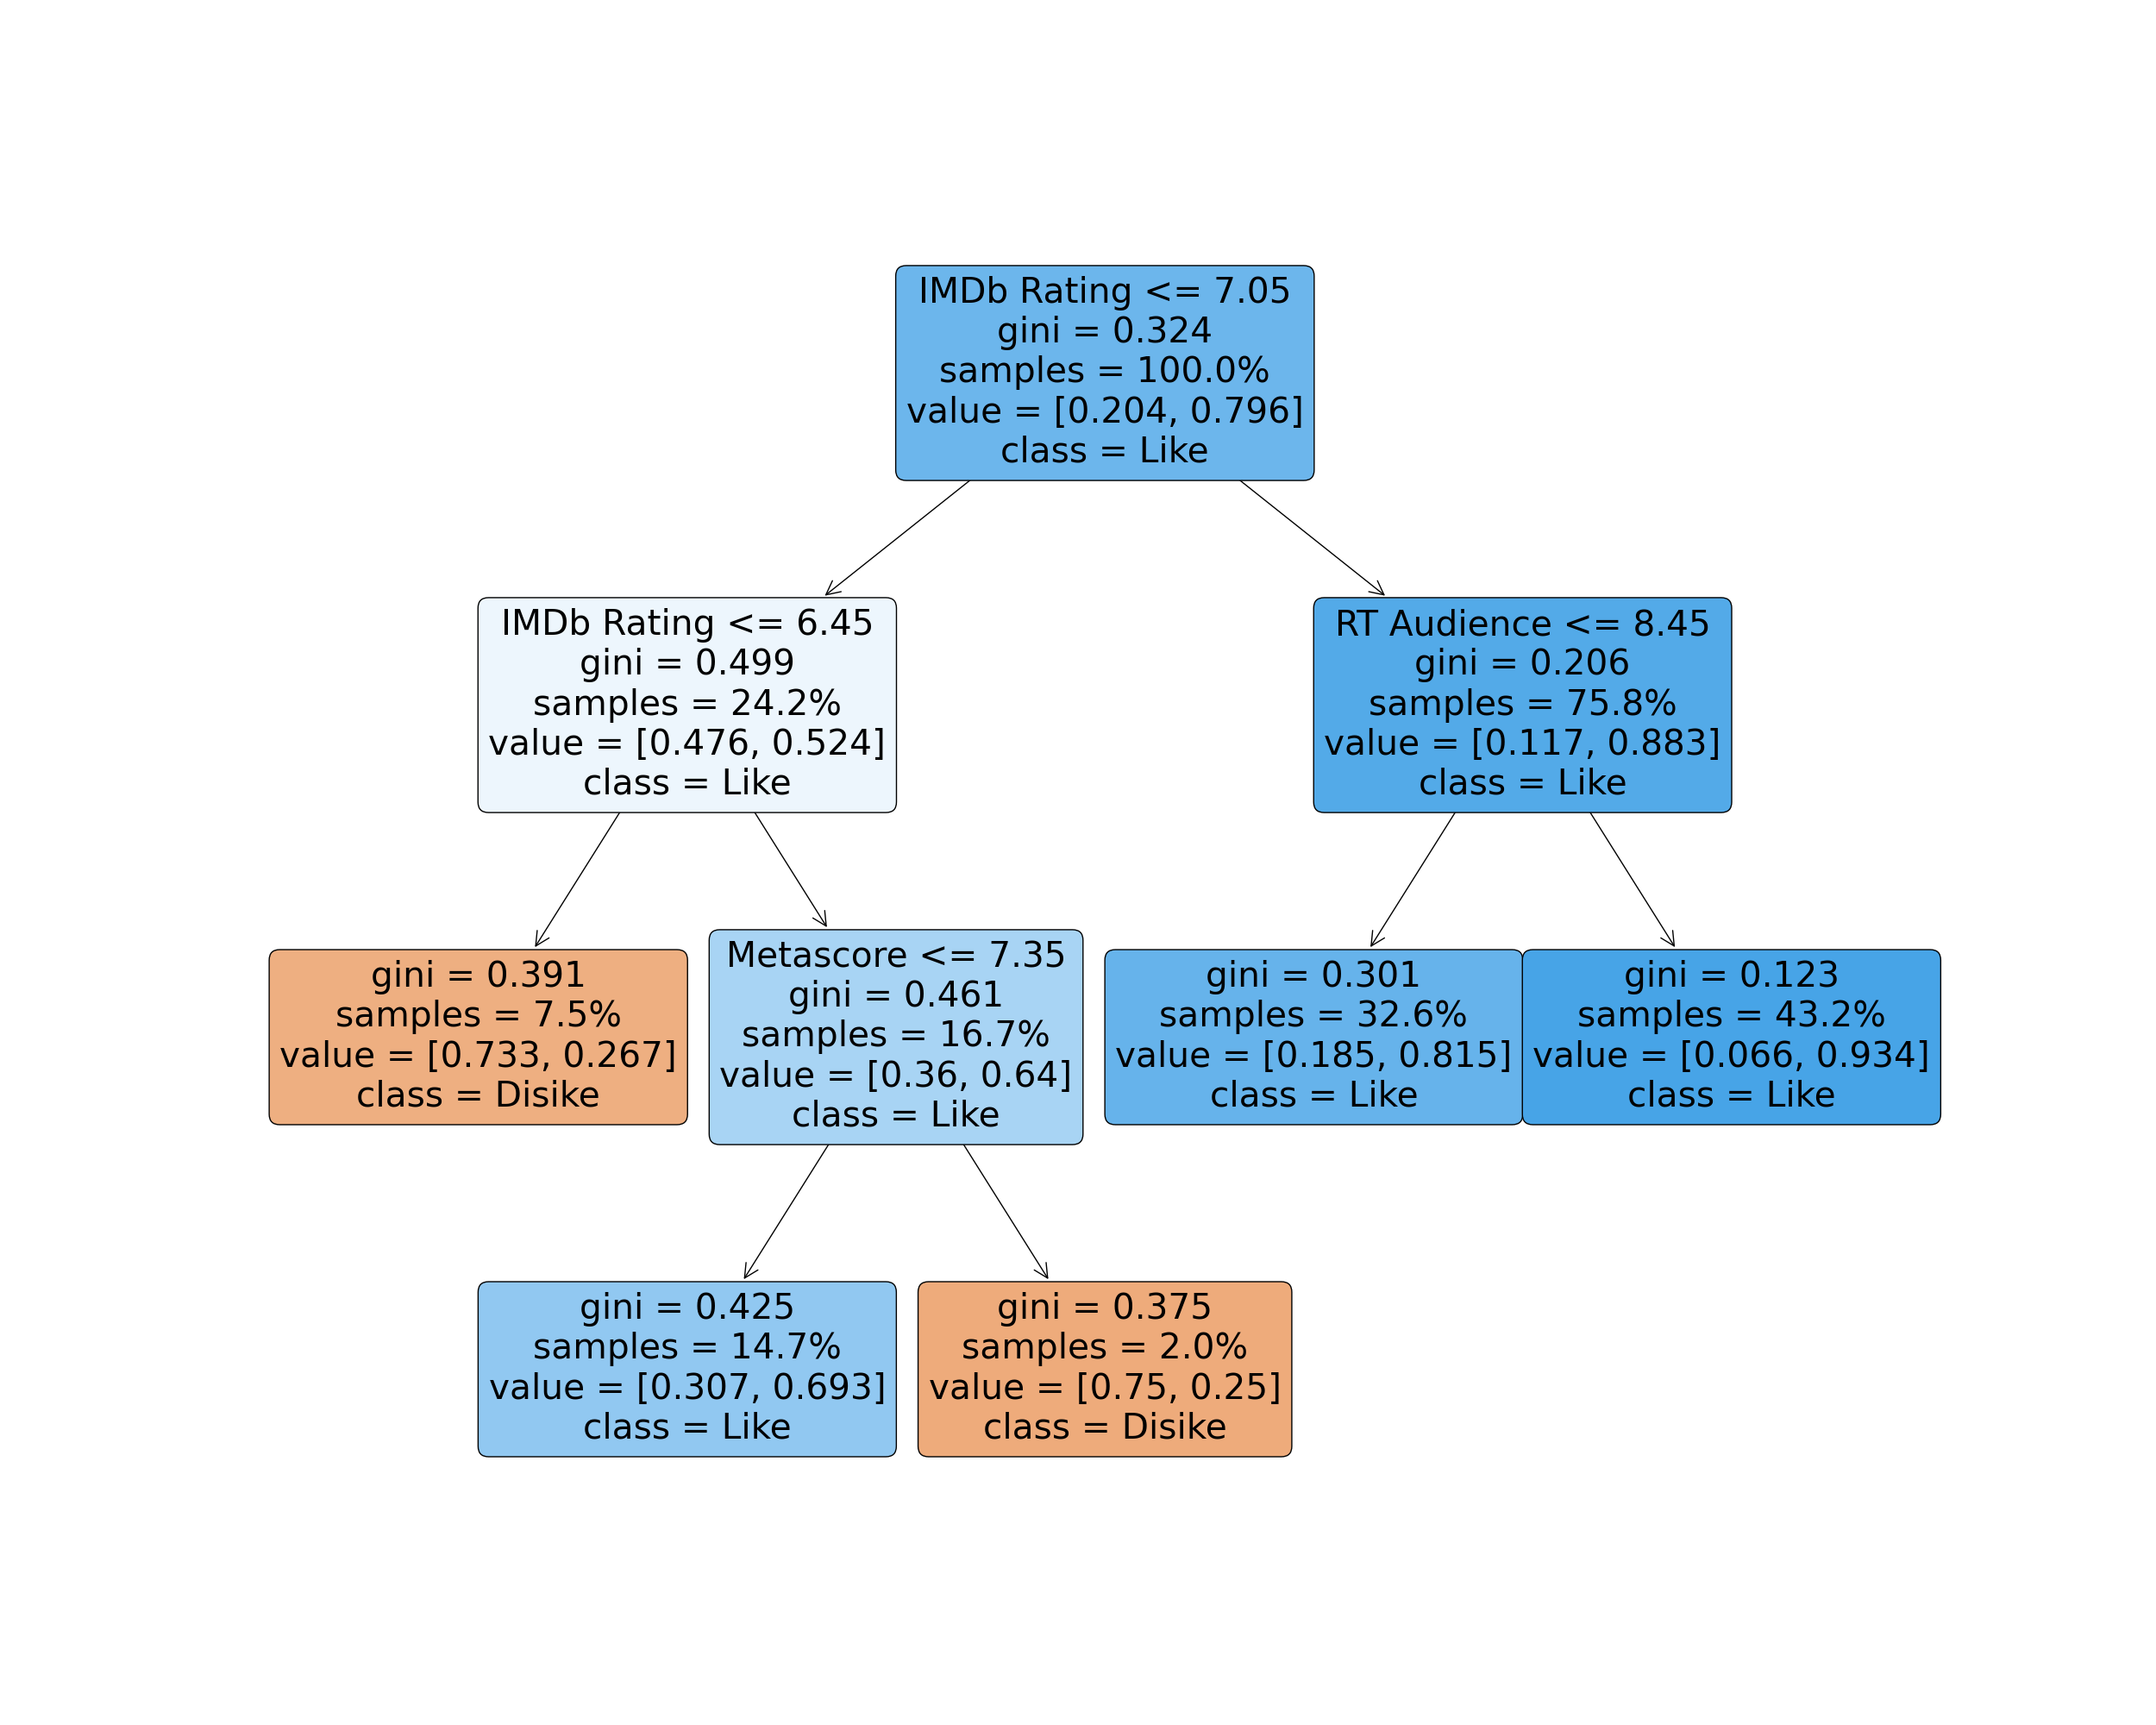 IMDb Rating <= 7.05
gini = 0.324
samples = 100.0%
value = [0.204, 0.796]
class = Like
IMDb Rating <= 6.45
gini = 0.499
samples = 24.2%
value = [0.476, 0.524]
class = Like
RT Audience <= 8.45
gini = 0.206
samples = 75.8%
value = [0.117, 0.883]
class = Like
gini = 0.391
samples = 7.5%
value = [0.733, 0.267]
class = Disike
Metascore <= 7.35
gini = 0.461
samples = 16.7%
value = [0.36, 0.64]
class = Like
gini = 0.301
samples = 32.6%
value = [0.185, 0.815]
class = Like
gini = 0.123
samples = 43.2%
value = [0.066, 0.934]
class = Like
gini = 0.425
samples = 14.7%
value = [0.307, 0.693]
class = Like
gini = 0.375
samples = 2.0%
value = [0.75, 0.25]
class = Disike